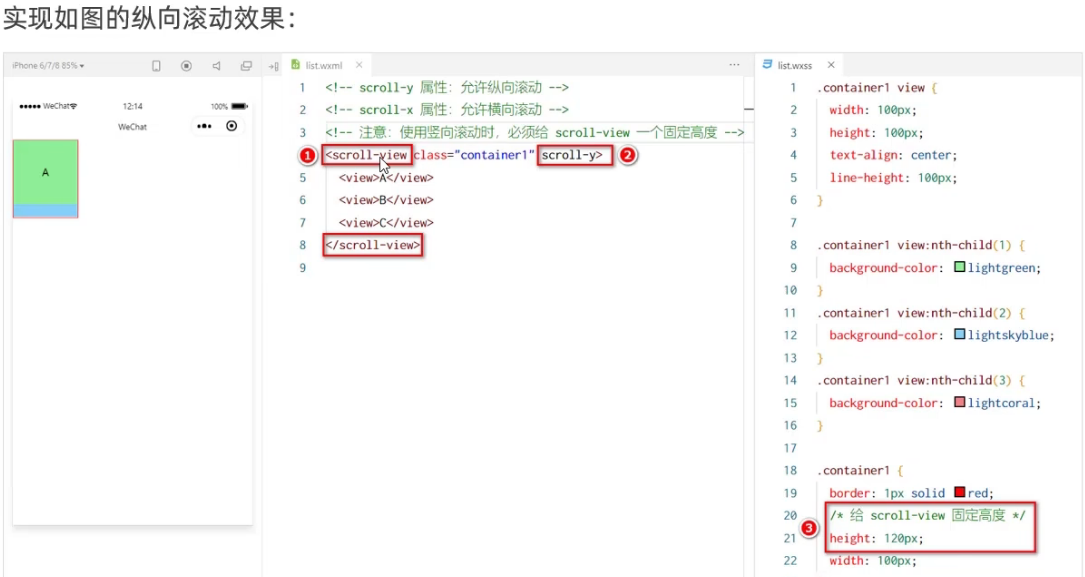 实现如图的纵向滚动效果：
iPhone 6/7/8 85%
list.wxml
list.wxss
WeChat
12:14
100%
WeChat
A
1 <!-- scroll-y 属性：允许纵向滚动 -->
2 <!-- scroll-x 属性：允许横向滚动 -->
3 <!-- 注意：使用竖向滚动时，必须给 scroll-view 一个固定高度 -->
1 <scroll-view class="container1" scroll-y> 2
5 <view>A</view>
6 <view>B</view>
7 <view>C</view>
8 </scroll-view>
9
1 .container1 view {
2 width: 100px;
3 height: 100px;
4 text-align: center;
5 line-height: 100px;
6 }
7
8 .container1 view:nth-child(1) {
9 background-color: lightgreen;
10 }
11 .container1 view:nth-child(2) {
12 background-color: lightskyblue;
13 }
14 .container1 view:nth-child(3) {
15 background-color: lightcoral;
16 }
17
18 .container1 {
19 border: 1px solid red;
20 /* 给 scroll-view 固定高度 */
3 21 height: 120px;
22 width: 100px;